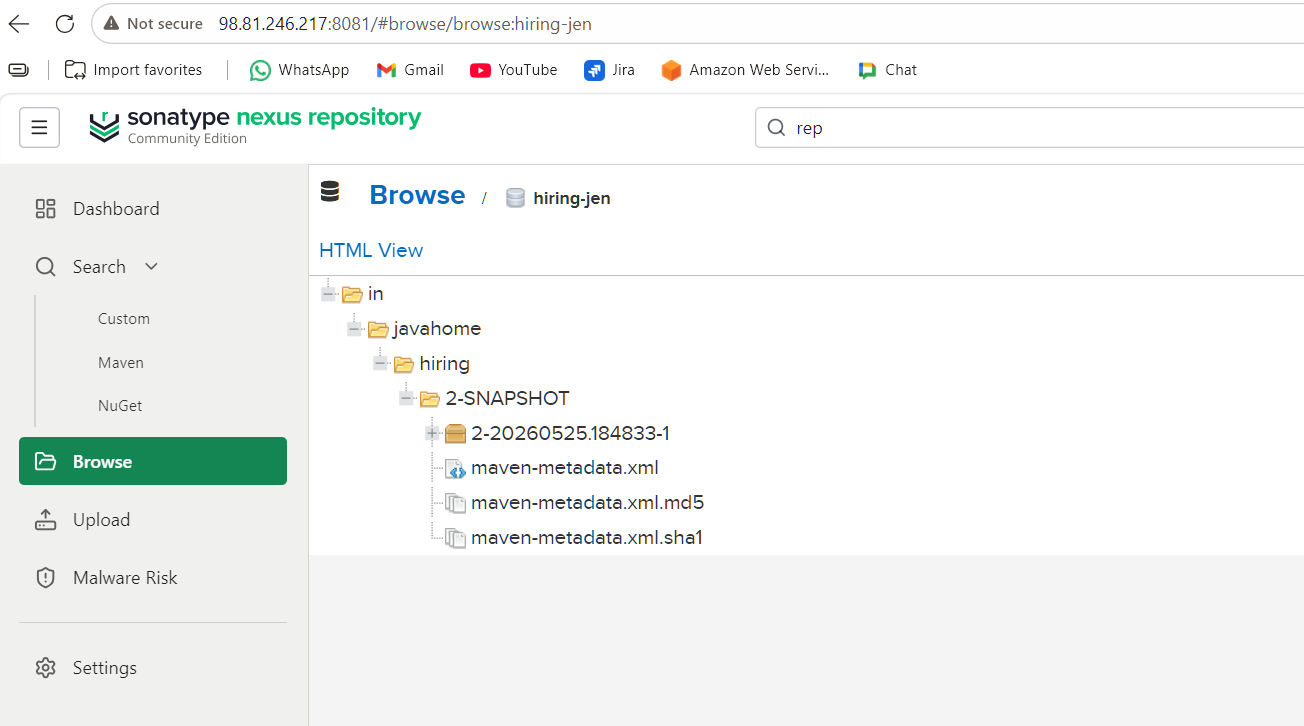 Not secure 98.81.246.217:8081/#browse/browse:hiring-jen
Import favorites WhatsApp Gmail YouTube Jira Amazon Web Servi... Chat
sonatype nexus repository
Community Edition
rep
Dashboard
Search
Custom
Maven
NuGet
Browse
Upload
Malware Risk
Settings
Browse / hiring-jen
HTML View
in
javahome
hiring
2-SNAPSHOT
2-20260525.184833-1
maven-metadata.xml
maven-metadata.xml.md5
maven-metadata.xml.sha1